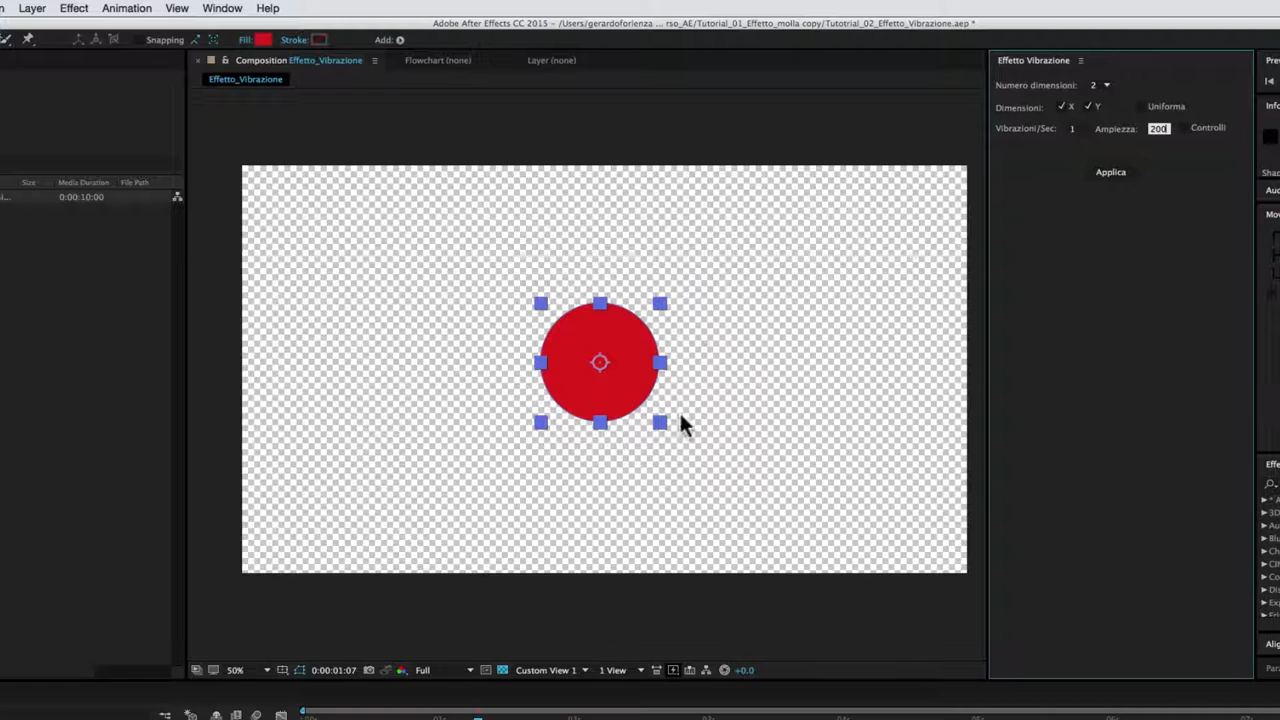 Layer Effect Animation View Window Help
Adobe After Effects CC 2015 - /Users/gerardoforlenza ... rso_AE/Tutorial_01_Effetto_molla copy/Tutotrial_02_Effetto_Vibrazione.aep *
Snapping Fill: Stroke: Add:
× Composition Effetto_Vibrazione Flowchart (none) Layer (none)
Effetto_Vibrazione
Effetto Vibrazione
Numero dimensioni: 2
Dimensioni: X Y Uniforma
Vibrazioni/Sec: 1 Ampiezza: 200 Controlli
Applica
Size Media Duration File Path
0:00:10:00
50% 0:00:01:07 Full Custom View 1 1 View +0.0